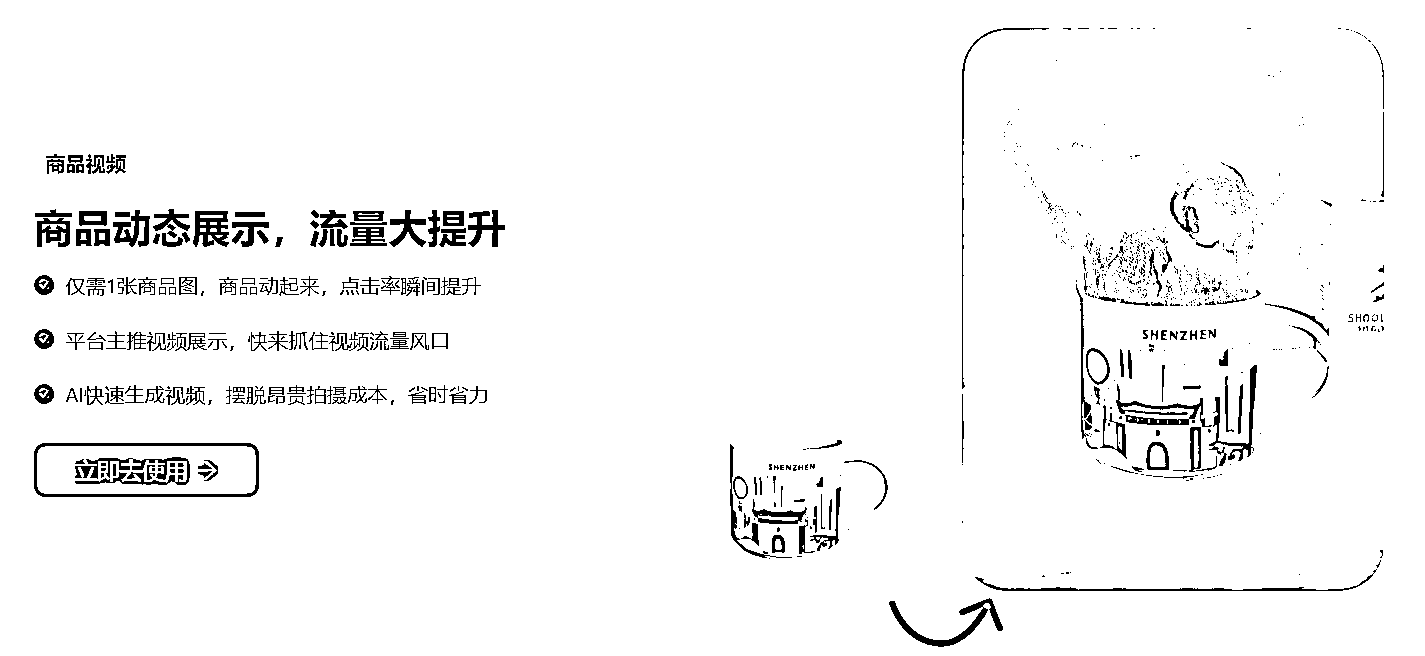 商品视频
商品动态展示，流量大提升
仅需1张商品图，商品动起来，点击率瞬间提升
平台主推视频展示，快来抓住视频流量风口
AI快速生成视频，摆脱昂贵拍摄成本，省时省力
立即去使用
SHENZHEN
SHENZHEN